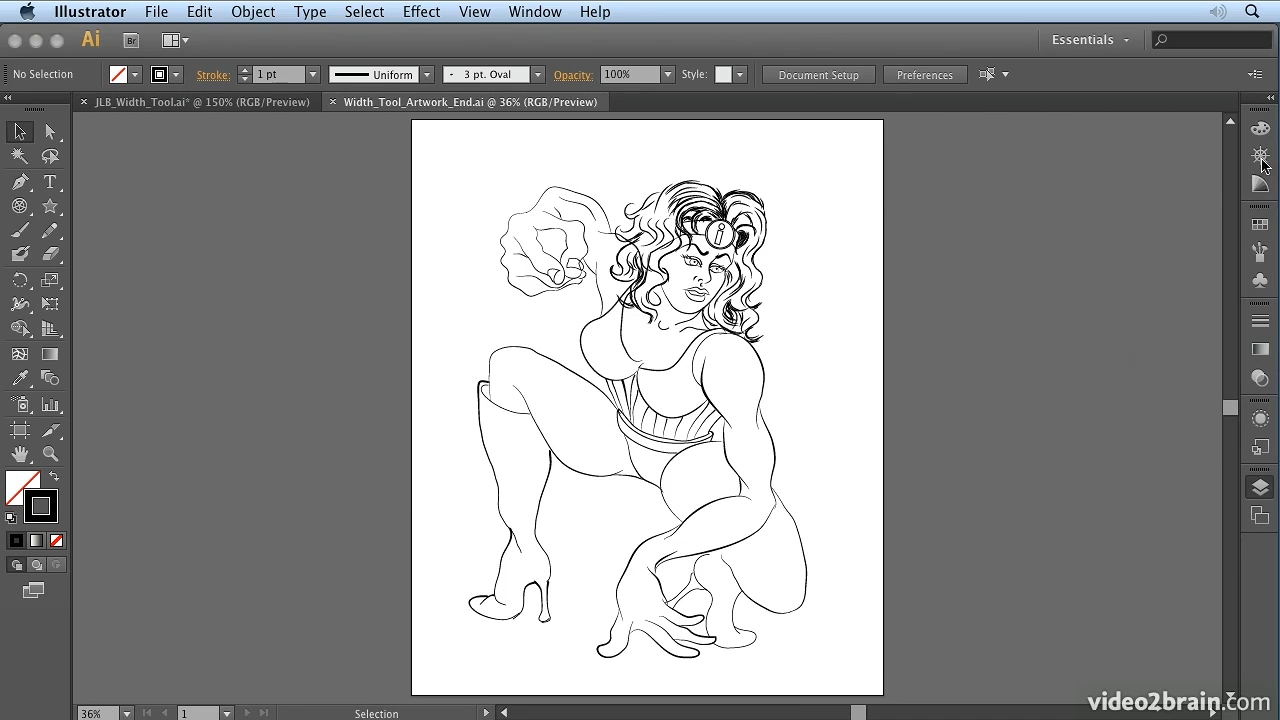 Illustrator File Edit Object Type Select Effect View Window Help
Br Ai Essentials
No Selection Stroke: 1 pt Uniform 3 pt. Oval Opacity: 100% Style: Document Setup Preferences
× JLB_Width_Tool.ai* @ 150% (RGB/Preview) × Width_Tool_Artwork_End.ai @ 36% (RGB/Preview)
T
i
36% 1 Selection
video2brain.com